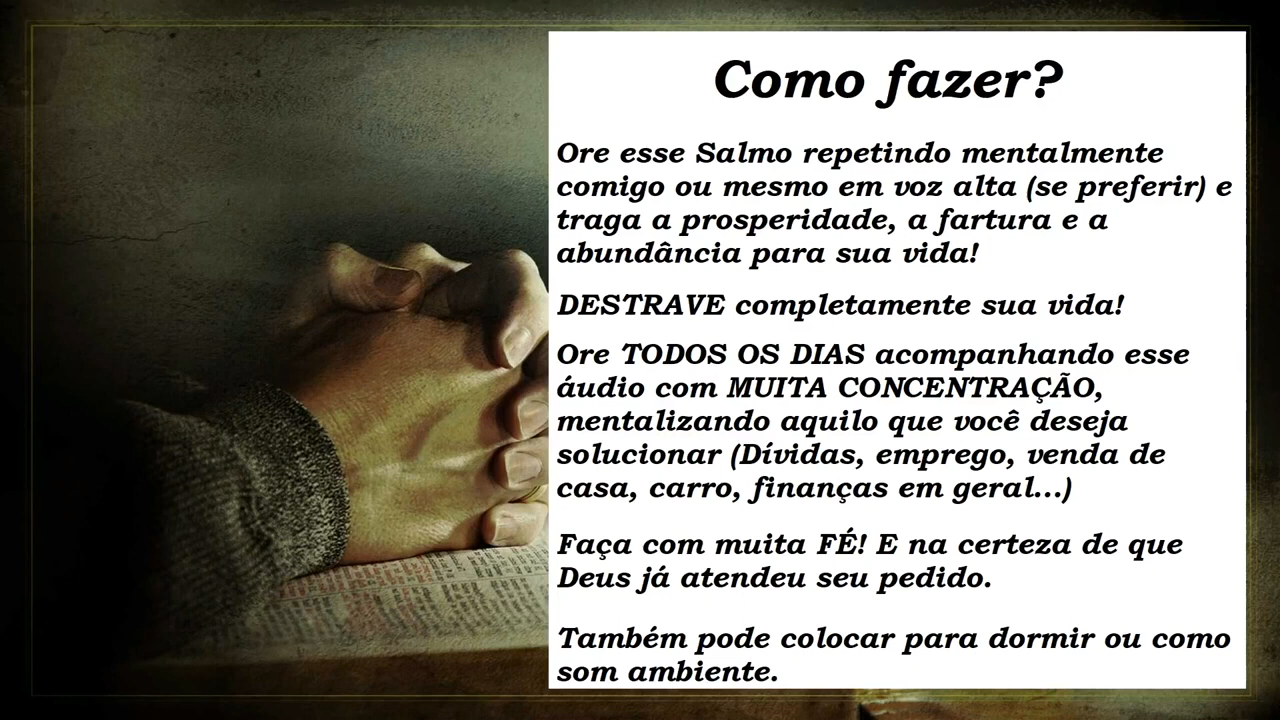 Como fazer?
Ore esse Salmo repetindo mentalmente
comigo ou mesmo em voz alta (se preferir) e
traga a prosperidade, a fartura e a
abundância para sua vida!
DESTRAVE completamente sua vida!
Ore TODOS OS DIAS acompanhando esse
áudio com MUITA CONCENTRAÇÃO,
mentalizando aquilo que você deseja
solucionar (Dívidas, emprego, venda de
casa, carro, finanças em geral...)
Faça com muita FÉ! E na certeza de que
Deus já atendeu seu pedido.
Também pode colocar para dormir ou como
som ambiente.